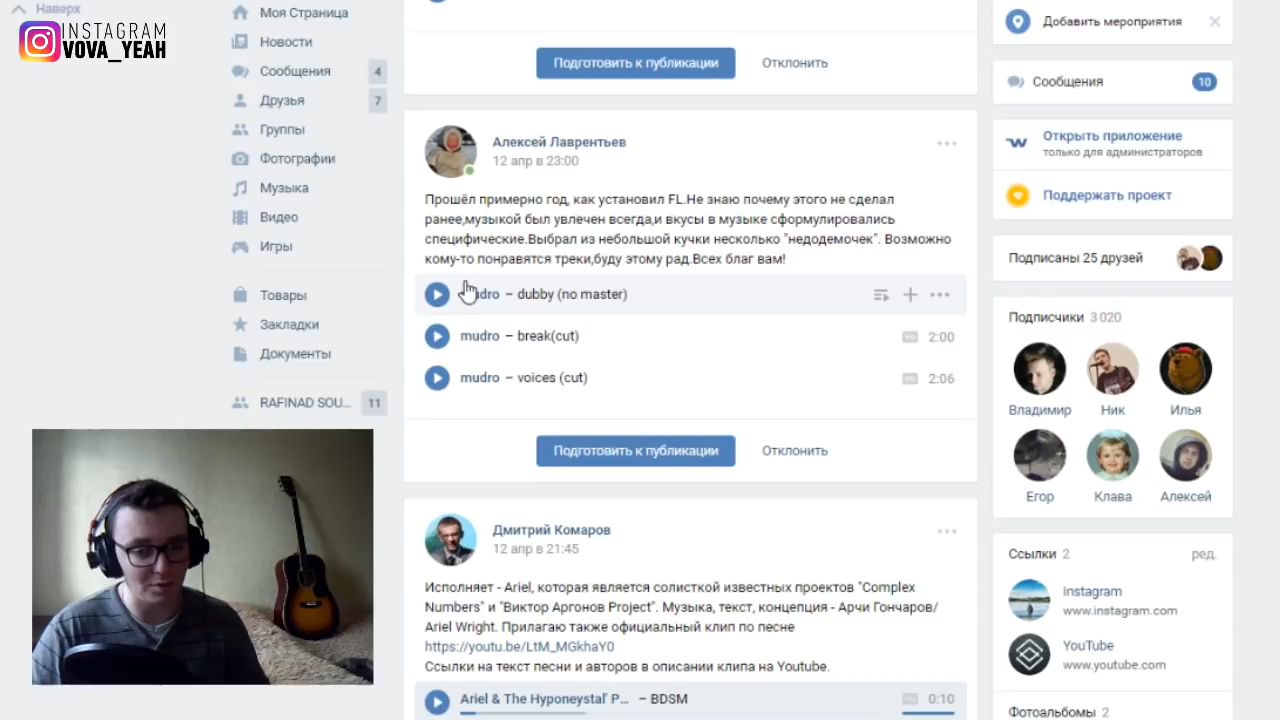 Наверх
INSTAGRAM
VOVA_YEAH
Моя Страница
Новости
Сообщения 4
Друзья 7
Группы
Фотографии
Музыка
Видео
Игры
Товары
Закладки
Документы
RAFINAD SOU... 11
Подготовить к публикации Отклонить
Алексей Лаврентьев
12 апр в 23:00
Прошёл примерно год, как установил FL.Не знаю почему этого не сделал
ранее,музыкой был увлечен всегда,и вкусы в музыке сформулировались
специфические.Выбрал из небольшой кучки несколько "недодемочек". Возможно
кому-то понравятся треки,буду этому рад.Всех благ вам!
mudro – dubby (no master)
mudro – break(cut) HQ 2:00
mudro – voices (cut) HQ 2:06
Подготовить к публикации Отклонить
Дмитрий Комаров
12 апр в 21:45
Исполняет - Ariel, которая является солисткой известных проектов "Complex
Numbers" и "Виктор Аргонов Project". Музыка, текст, концепция - Арчи Гончаров/
Ariel Wright. Прилагаю также официальный клип по песне
https://youtu.be/LtM_MGkhaY0
Ссылки на текст песни и авторов в описании клипа на Youtube.
Ariel & The Hyponeystal' P... – BDSM HQ 0:10
Добавить мероприятия
Сообщения 10
Открыть приложение
только для администраторов
Поддержать проект
Подписаны 25 друзей
Подписчики 3 020
Владимир Ник Илья
Егор Клава Алексей
Ссылки 2 ред.
Instagram
www.instagram.com
YouTube
www.youtube.com
Фотоальбомы 2